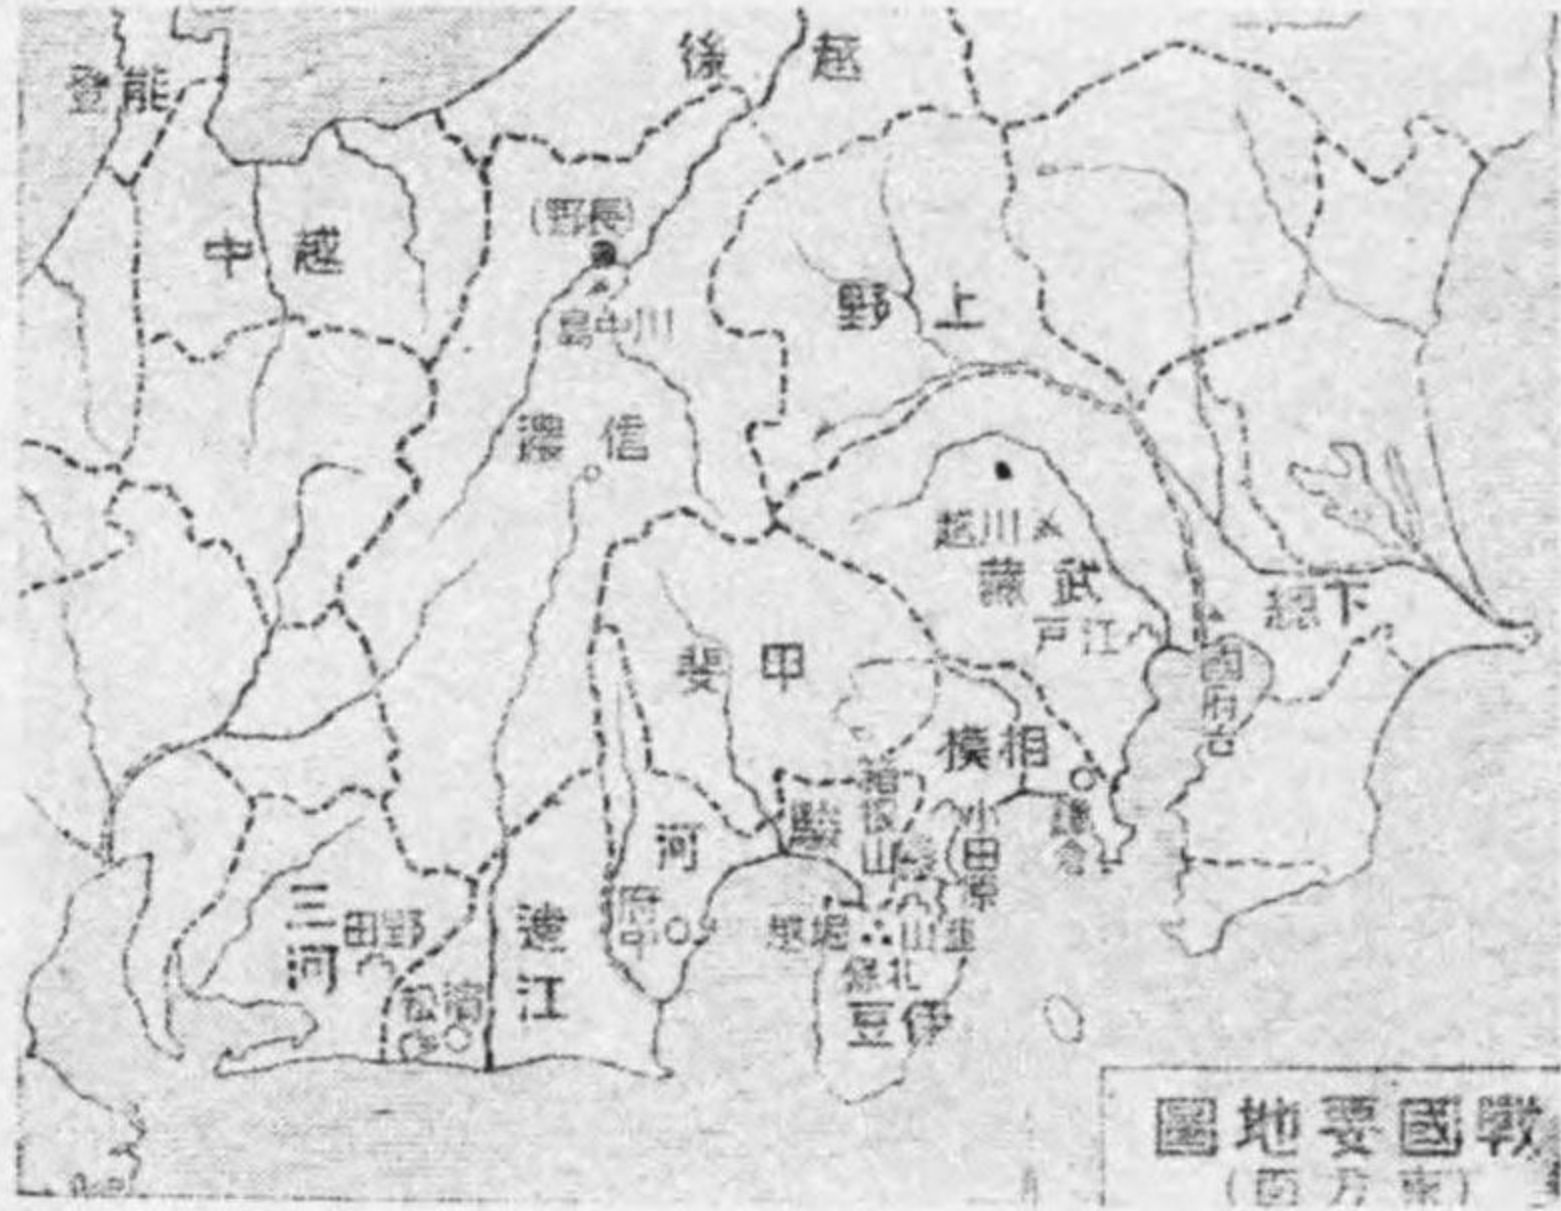 戰國要地圖
(東方面)
越後
能登
越中
(長野)
川中島
上野
信濃
川越
武藏
江戸
下總
國府台
甲斐
相模
鎌倉
小田原
箱根山
駿河
府中
堀越
韮山
北條
伊豆
遠江
三河
野田
濱松